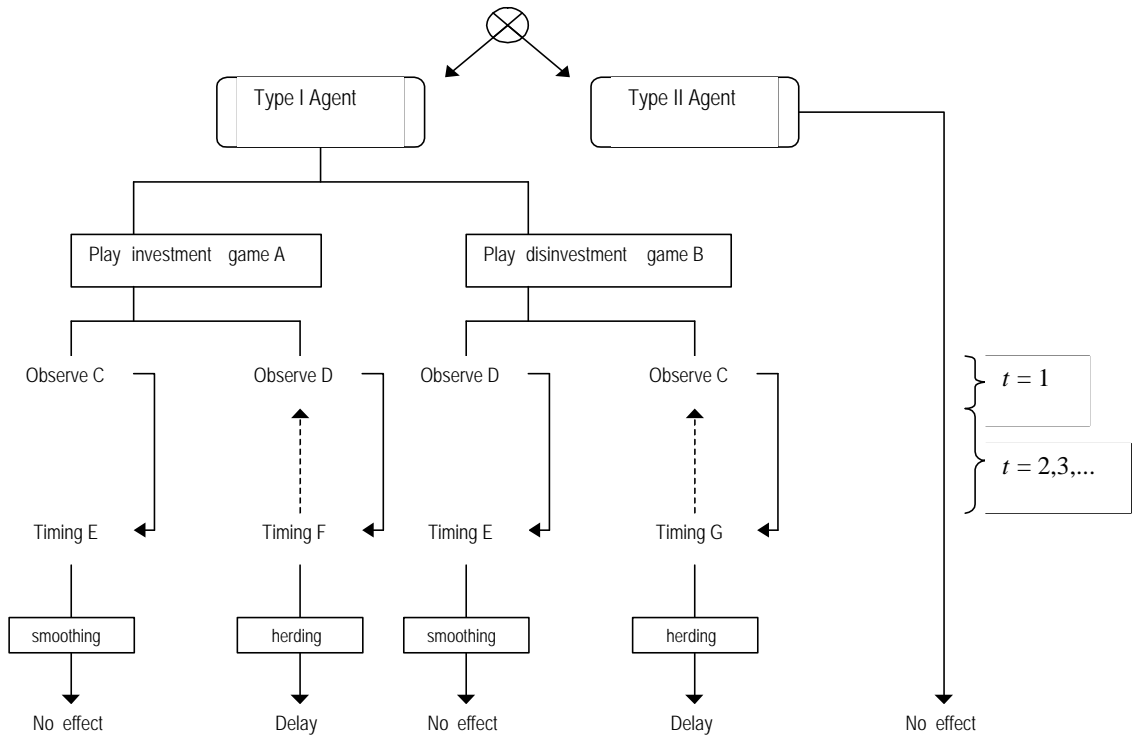 Type I Agent
Type II Agent
Play investment game A
Play disinvestment game B
Observe C
Observe D
Observe D
Observe C
t = 1
t = 2,3,...
Timing E
Timing F
Timing E
Timing G
smoothing
herding
smoothing
herding
No effect
Delay
No effect
Delay
No effect